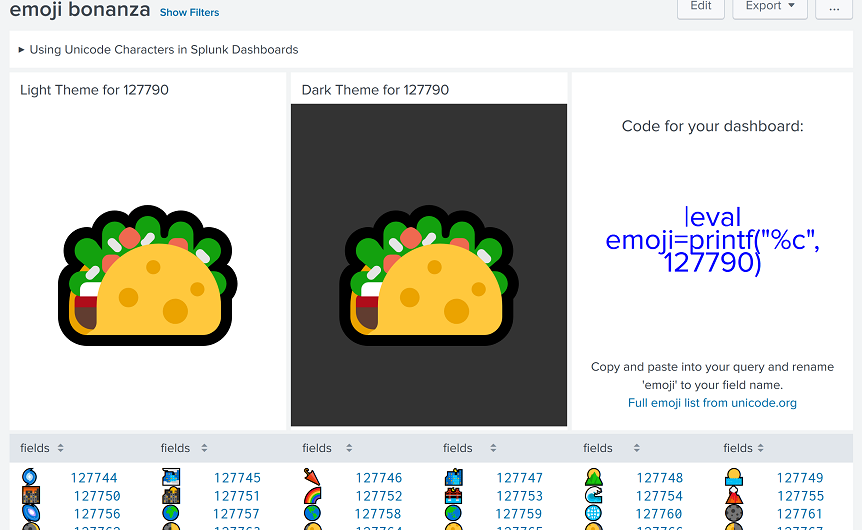 emoji bonanza Show Filters Edit Export ...
Using Unicode Characters in Splunk Dashboards
Light Theme for 127790
Dark Theme for 127790
Code for your dashboard:
|eval
emoji=printf("%c",
127790)
Copy and paste into your query and rename
'emoji' to your field name.
Full emoji list from unicode.org
fields fields fields fields fields fields
127744 127745 127746 127747 127748 127749
127750 127751 127752 127753 127754 127755
127756 127757 127758 127759 127760 127761